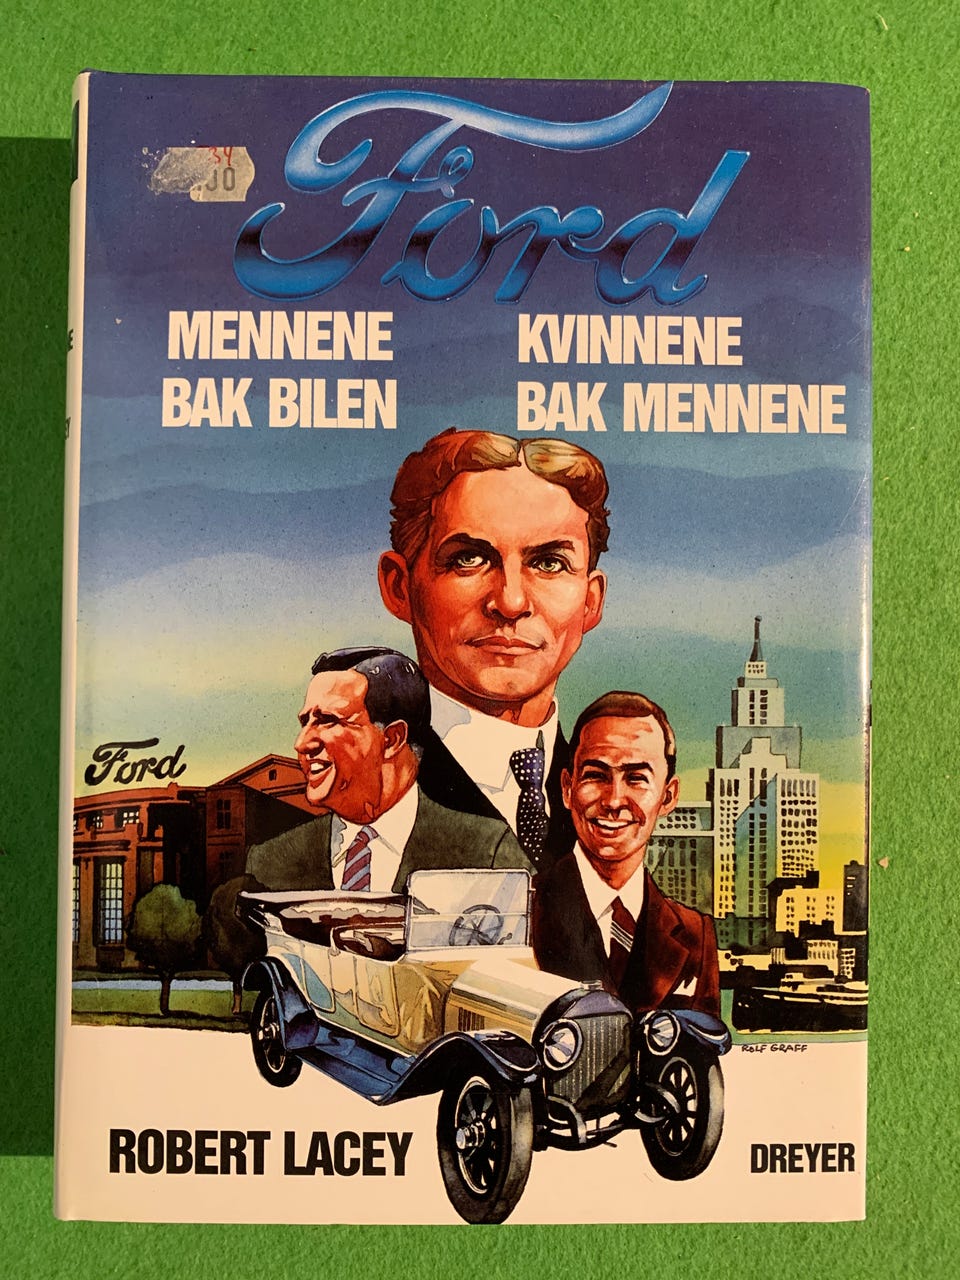 Ford
MENNENE
BAK BILEN
KVINNENE
BAK MENNENE
Ford
ROLF GRAFF
ROBERT LACEY
DREYER